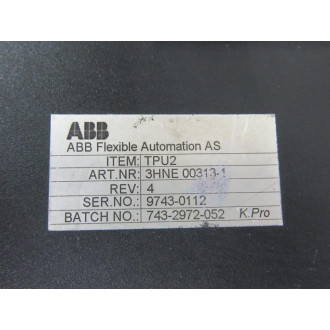 ABB
ABB Flexible Automation AS
ITEM: TPU2
ART.NR: 3HNE 00313-1
REV: 4
SER.NO.: 9743-0112
BATCH NO.: 743-2972-052 K.Pro